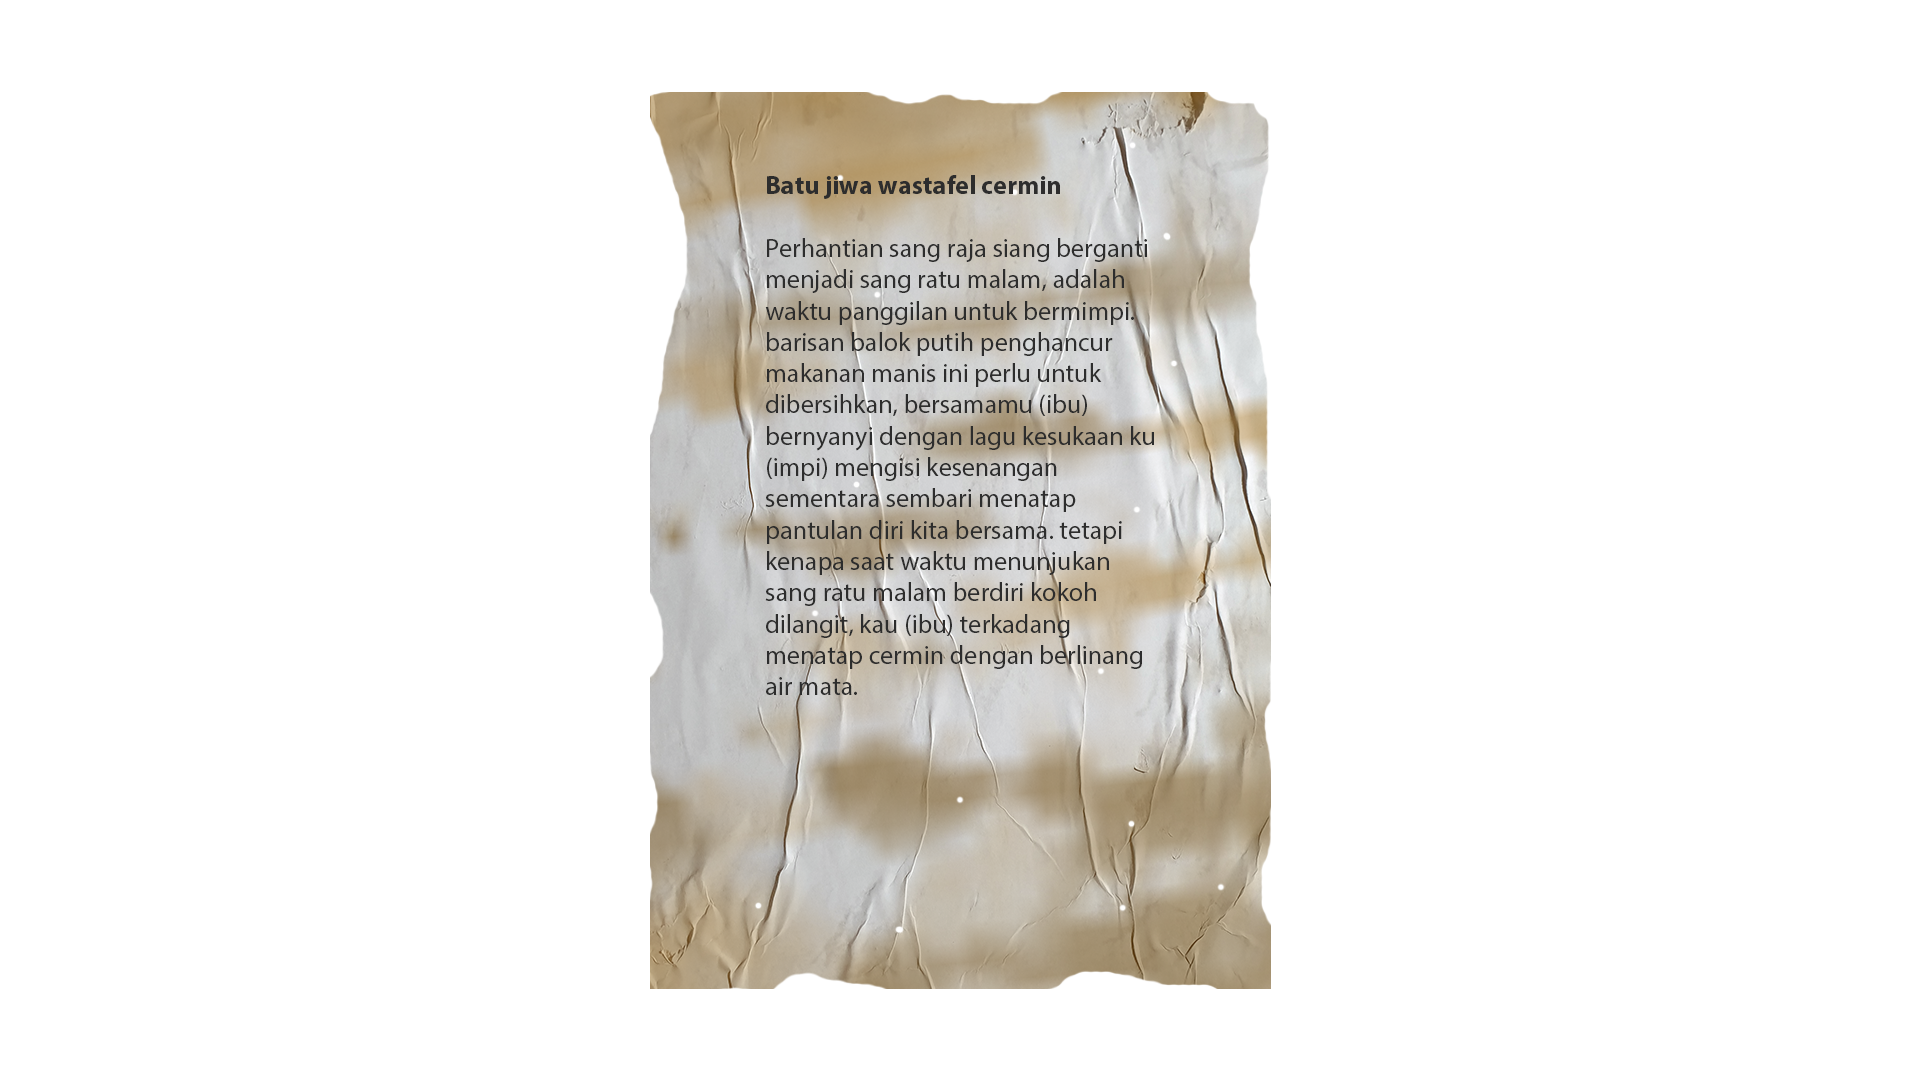 Batu jiwa wastafel cermin
Perhantian sang raja siang berganti
menjadi sang ratu malam, adalah
waktu panggilan untuk bermimpi.
barisan balok putih penghancur
makanan manis ini perlu untuk
dibersihkan, bersamamu (ibu)
bernyanyi dengan lagu kesukaan ku
(impi) mengisi kesenangan
sementara sembari menatap
pantulan diri kita bersama. tetapi
kenapa saat waktu menunjukan
sang ratu malam berdiri kokoh
dilangit, kau (ibu) terkadang
menatap cermin dengan berlinang
air mata.